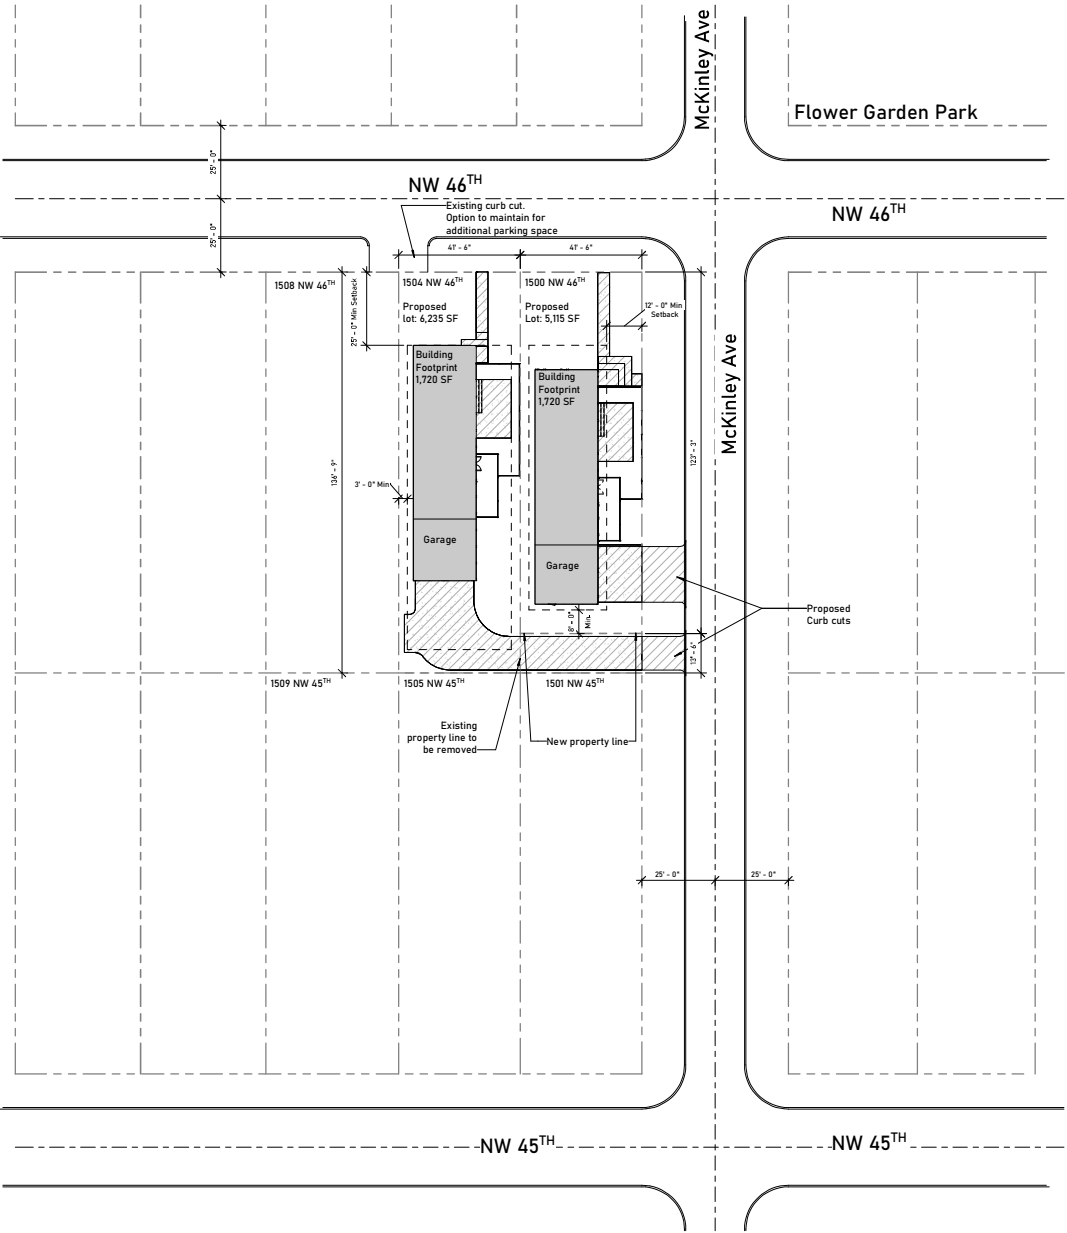 McKinley Ave
Flower Garden Park
25' - 0"
NW 46TH
Existing curb cut.
Option to maintain for
additional parking space
NW 46TH
25' - 0"
41' - 6"
41' - 6"
1508 NW 46TH
1504 NW 46TH
1500 NW 46TH
25' - 0" Min Setback
Proposed
lot: 6,235 SF
Proposed
Lot: 5,115 SF
12' - 0" Min
Setback
McKinley Ave
Building
Footprint
1,720 SF
Building
Footprint
1,720 SF
123' - 3"
136' - 9"
3' - 0" Min
Garage
Garage
Proposed
Curb cuts
8' - 0"
Min.
13' - 6"
1509 NW 45TH
1505 NW 45TH
1501 NW 45TH
Existing
property line to
be removed
New property line
25' - 0"
25' - 0"
NW 45TH
NW 45TH